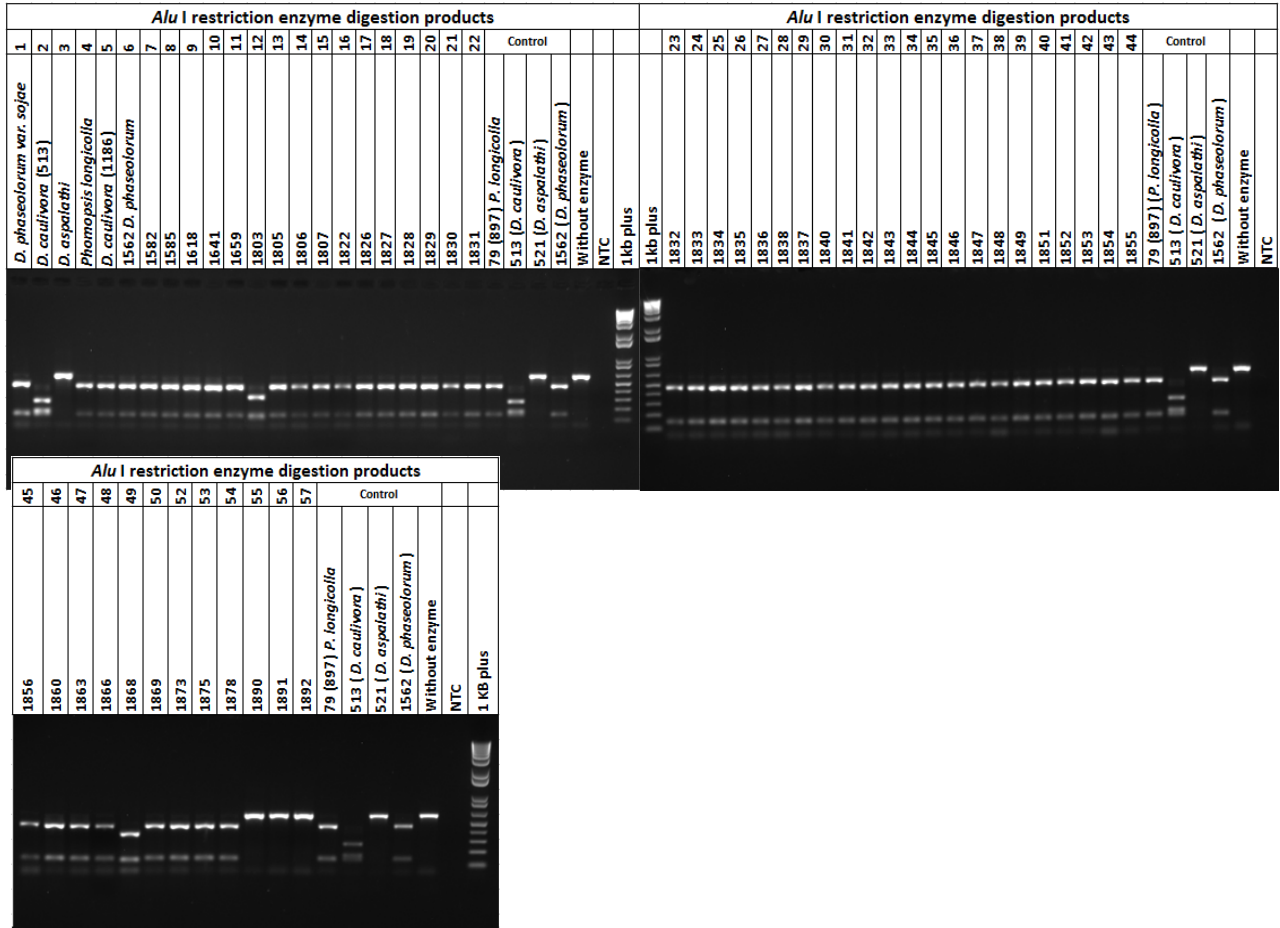 Alu I restriction enzyme digestion products
1 2 3 4 5 6 7 8 9 10 11 12 13 14 15 16 17 18 19 20 21 22 Control
D. phaseolorum var. sojae
D. caulivora (513)
D. aspalathi
Phomopsis longicolla
D. caulivora (1186)
1562 D. phaseolorum
1582
1585
1618
1641
1659
1803
1805
1806
1807
1822
1826
1827
1828
1829
1830
1831
79 (897) P. longicolla
513 (D. caulivora)
521 (D. aspalathi)
1562 (D. phaseolorum)
Without enzyme
NTC
1kb plus
Alu I restriction enzyme digestion products
23 24 25 26 27 28 29 30 31 32 33 34 35 36 37 38 39 40 41 42 43 44 Control
1kb plus
1832
1833
1834
1835
1836
1838
1837
1840
1841
1842
1843
1844
1845
1846
1847
1848
1849
1851
1852
1853
1854
1855
79 (897) (P. longicolla)
513 (D. caulivora)
521 (D. aspalathi)
1562 (D. phaseolorum)
Without enzyme
NTC
Alu I restriction enzyme digestion products
45 46 47 48 49 50 52 53 54 55 56 57 Control
1856
1860
1863
1866
1868
1869
1873
1875
1878
1890
1891
1892
79 (897) P. longicolla
513 (D. caulivora)
521 (D. aspalathi)
1562 (D. phaseolorum)
Without enzyme
NTC
1 KB plus